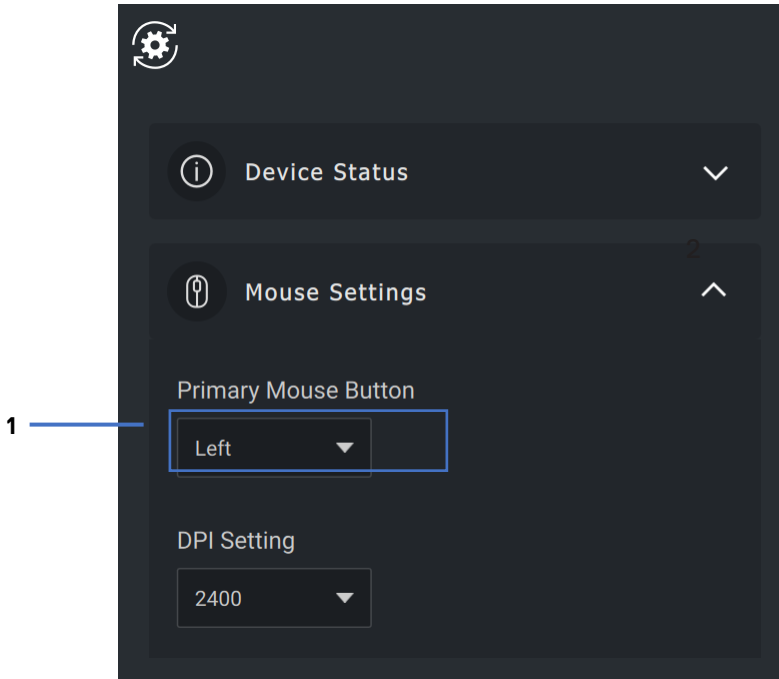 Device Status
2
Mouse Settings
Primary Mouse Button
1
Left
DPI Setting
2400